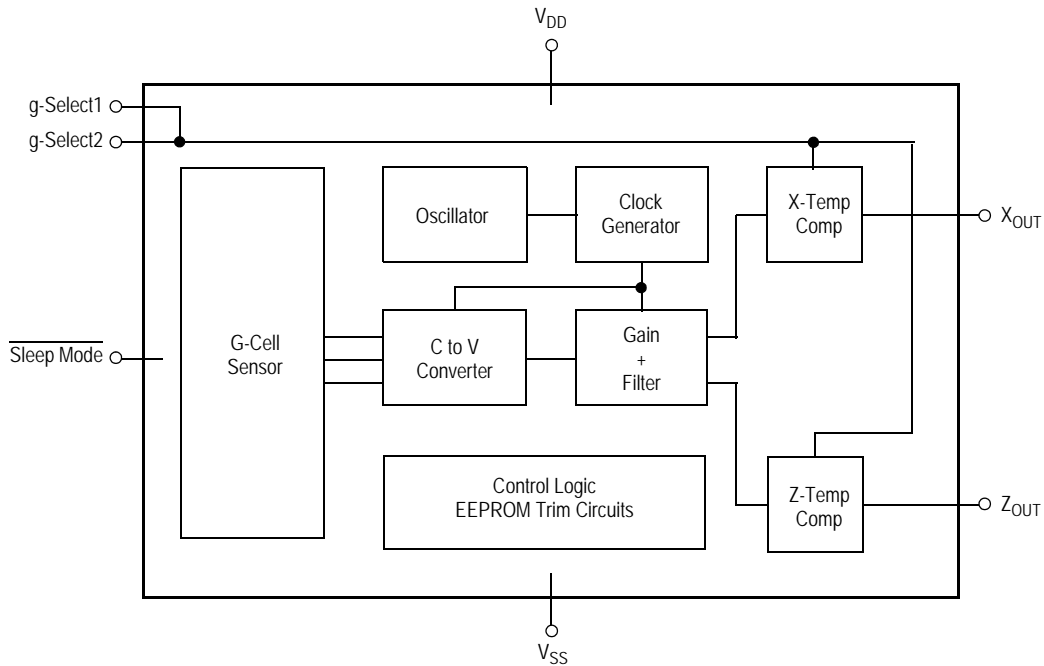 VDD
g-Select1
g-Select2
Oscillator
Clock
Generator
X-Temp
Comp
XOUT
Sleep Mode
G-Cell
Sensor
C to V
Converter
Gain
+
Filter
Control Logic
EEPROM Trim Circuits
Z-Temp
Comp
ZOUT
VSS